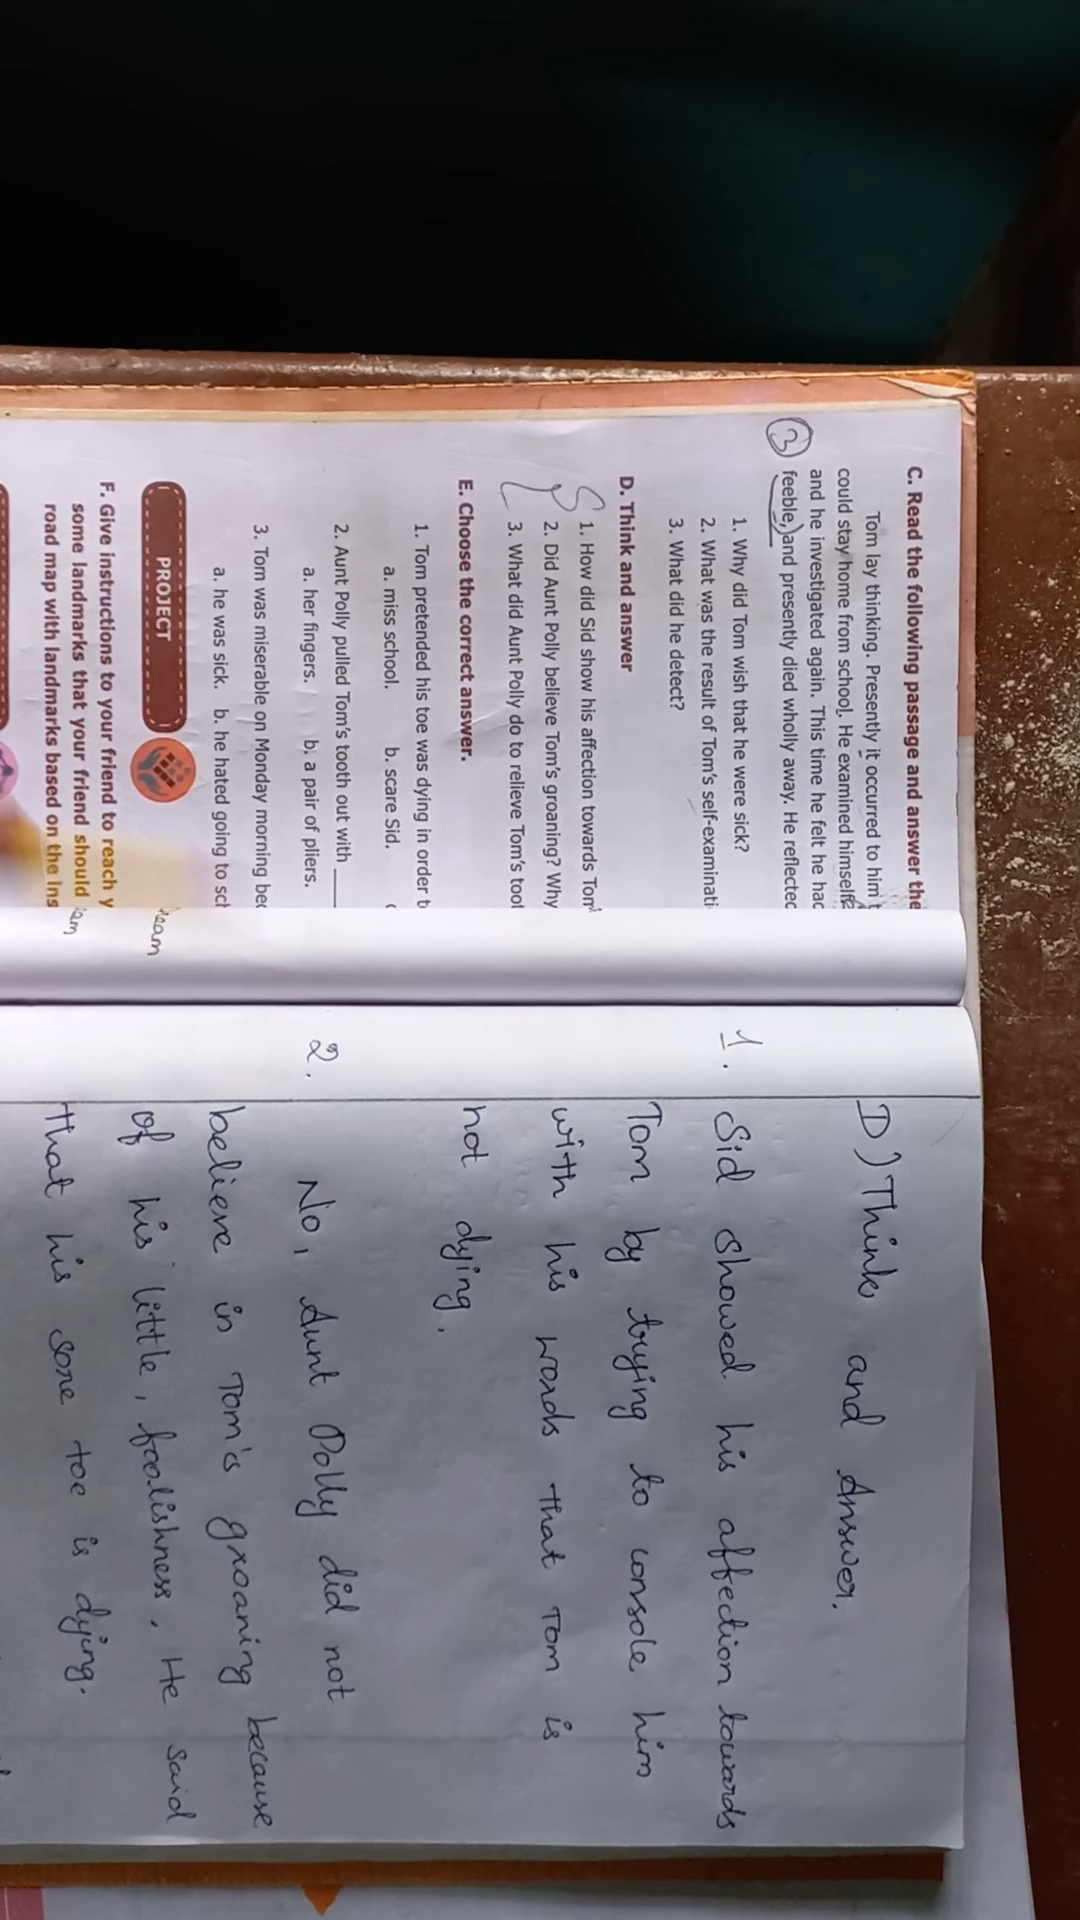 C. Read the following passage and answer the
Tom lay thinking. Presently it occurred to him t
could stay home from school. He examined himself
and he investigated again. This time he felt he had
3 feeble, and presently died wholly away. He reflected
1. Why did Tom wish that he were sick?
2. What was the result of Tom's self-examinati
3. What did he detect?
D. Think and answer
1. How did Sid show his affection towards Tom
2. Did Aunt Polly believe Tom's groaning? Why
3. What did Aunt Polly do to relieve Tom's toot
E. Choose the correct answer.
1. Tom pretended his toe was dying in order t
a. miss school. b. scare Sid.
2. Aunt Polly pulled Tom's tooth out with
a. her fingers. b. a pair of pliers.
3. Tom was miserable on Monday morning bec
a. he was sick. b. he hated going to sch
PROJECT
F. Give instructions to your friend to reach y
some landmarks that your friend should
road map with landmarks based on the ins
D) Think and Answer.
1. Sid showed his affection towards
Tom by trying to console him
with his words that Tom is
not dying.
2. No, Aunt Polly did not
believe in Tom's groaning because
of his little, foolishness, He said
that his sore toe is dying.